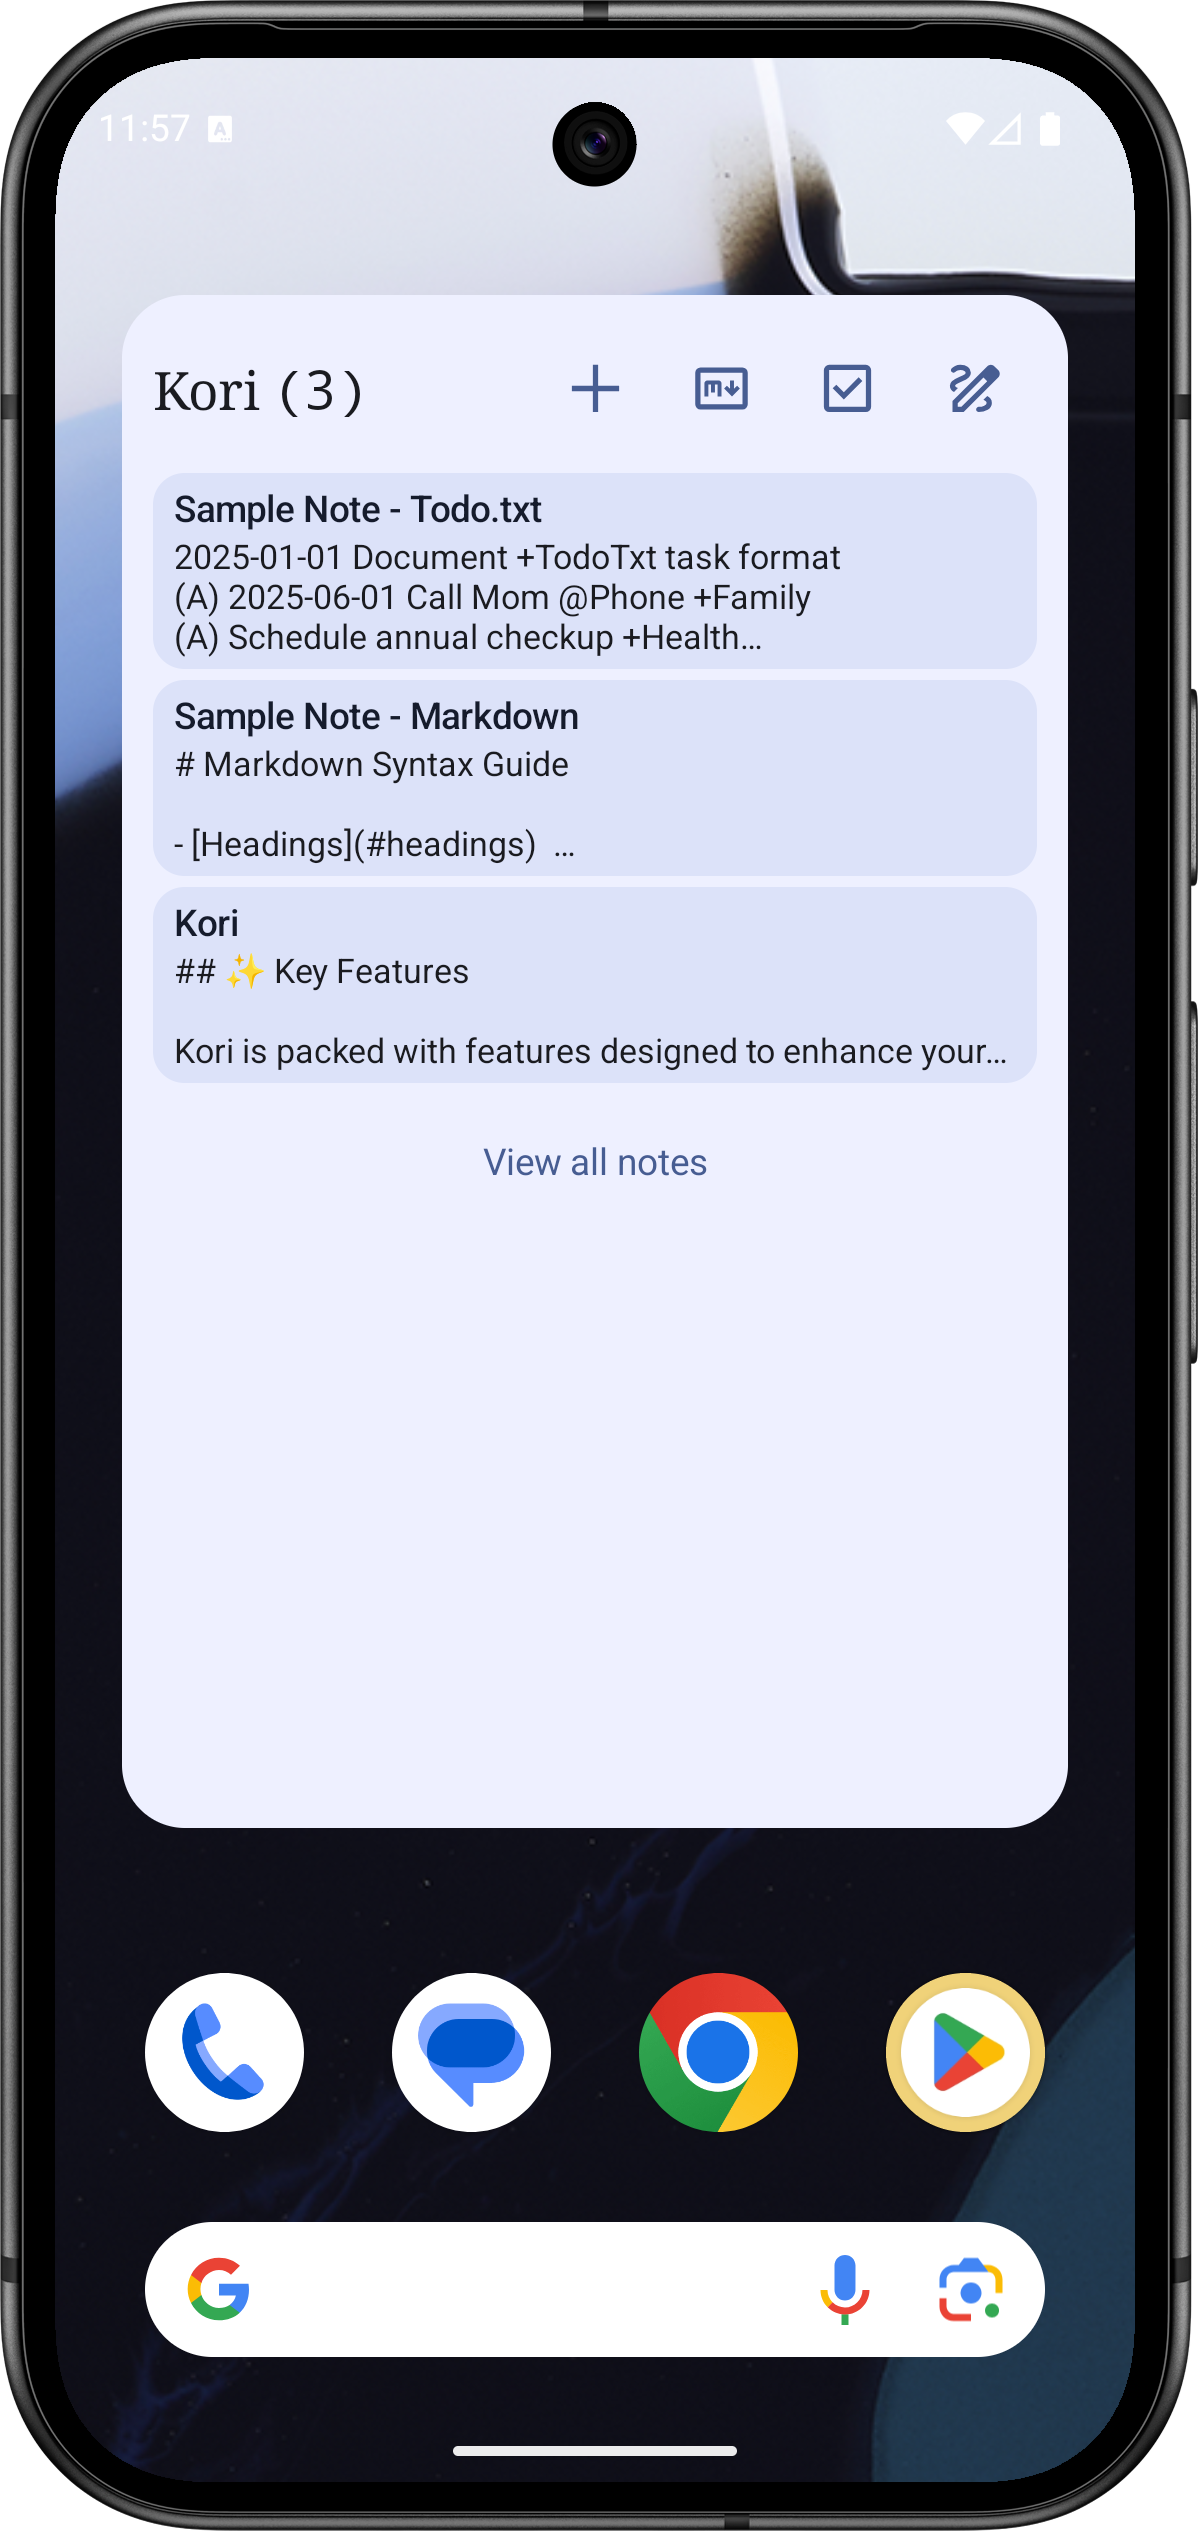 11:57
Kori (3)
Sample Note - Todo.txt
2025-01-01 Document +TodoTxt task format
(A) 2025-06-01 Call Mom @Phone +Family
(A) Schedule annual checkup +Health…
Sample Note - Markdown
# Markdown Syntax Guide
- [Headings](#headings)  …
Kori
## ✨ Key Features
Kori is packed with features designed to enhance your…
View all notes